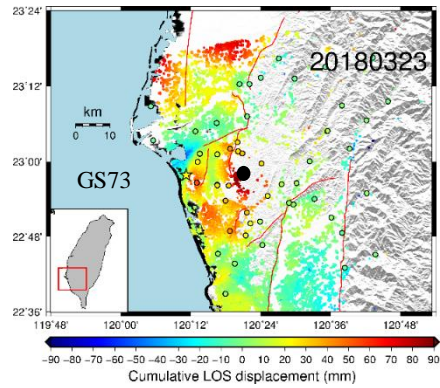 23˚24'
20180323
23˚12'
km
0 10
23˚00'
GS73
22˚48'
22˚36'
119˚48' 120˚00' 120˚12' 120˚24' 120˚36' 120˚48'
−90 −80 −70 −60 −50 −40 −30 −20 −10 0 10 20 30 40 50 60 70 80 90
Cumulative LOS displacement (mm)